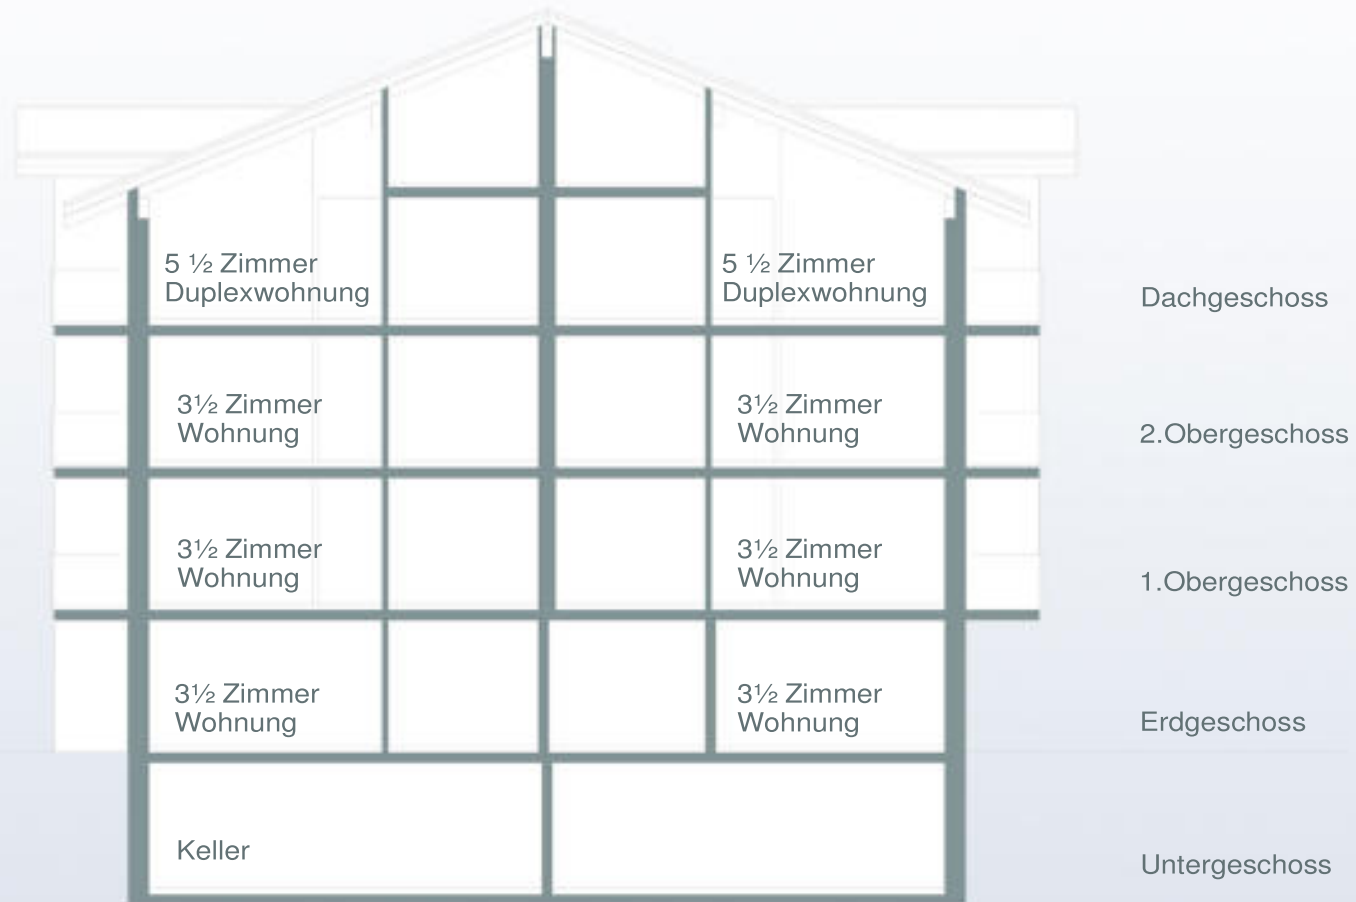 5 ½ Zimmer
Duplexwohnung
5 ½ Zimmer
Duplexwohnung
Dachgeschoss
3½ Zimmer
Wohnung
3½ Zimmer
Wohnung
2.Obergeschoss
3½ Zimmer
Wohnung
3½ Zimmer
Wohnung
1.Obergeschoss
3½ Zimmer
Wohnung
3½ Zimmer
Wohnung
Erdgeschoss
Keller
Untergeschoss